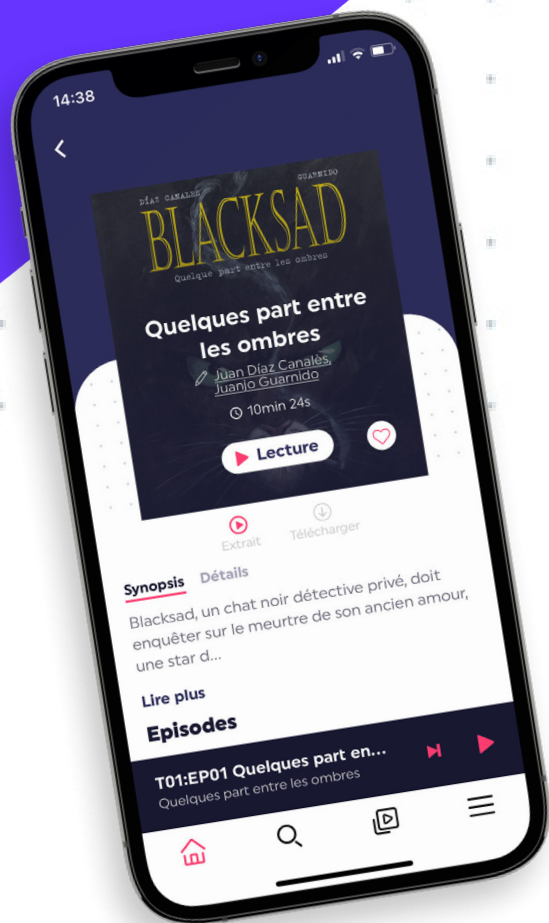 14:38
DÍAZ CANALES GUARNIDO
BLACKSAD
Quelque part entre les ombres
Quelques part entre
les ombres
Juan Díaz Canalès,
Juanjo Guarnido
10min 24s
Lecture
Extrait Télécharger
Synopsis Détails
Blacksad, un chat noir détective privé, doit
enquêter sur le meurtre de son ancien amour,
une star d...
Lire plus
Episodes
T01:EP01 Quelques part en...
Quelques part entre les ombres